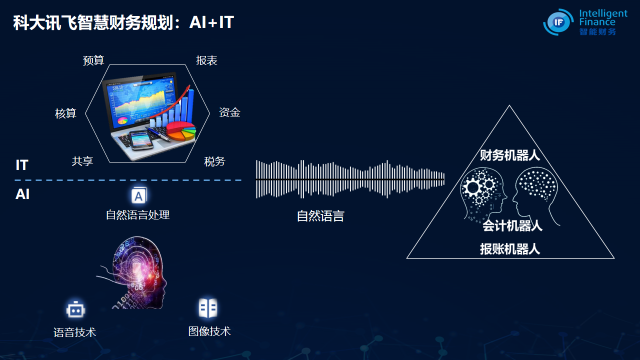 科大讯飞智慧财务规划：AI+IT
IF
Intelligent
Finance
智能财务
预算
报表
核算
资金
共享
税务
IT
AI
A
自然语言处理
语音技术
图像技术
自然语言
财务机器人
会计机器人
报账机器人